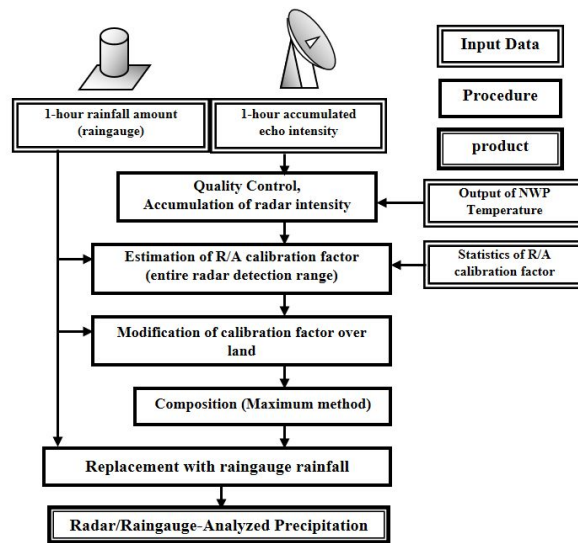 Input Data
1-hour rainfall amount
(raingauge)
1-hour accumulated
echo intensity
Procedure
product
Quality Control,
Accumulation of radar intensity
Output of NWP
Temperature
Estimation of R/A calibration factor
(entire radar detection range)
Statistics of R/A
calibration factor
Modification of calibration factor over
land
Composition (Maximum method)
Replacement with raingauge rainfall
Radar/Raingauge-Analyzed Precipitation